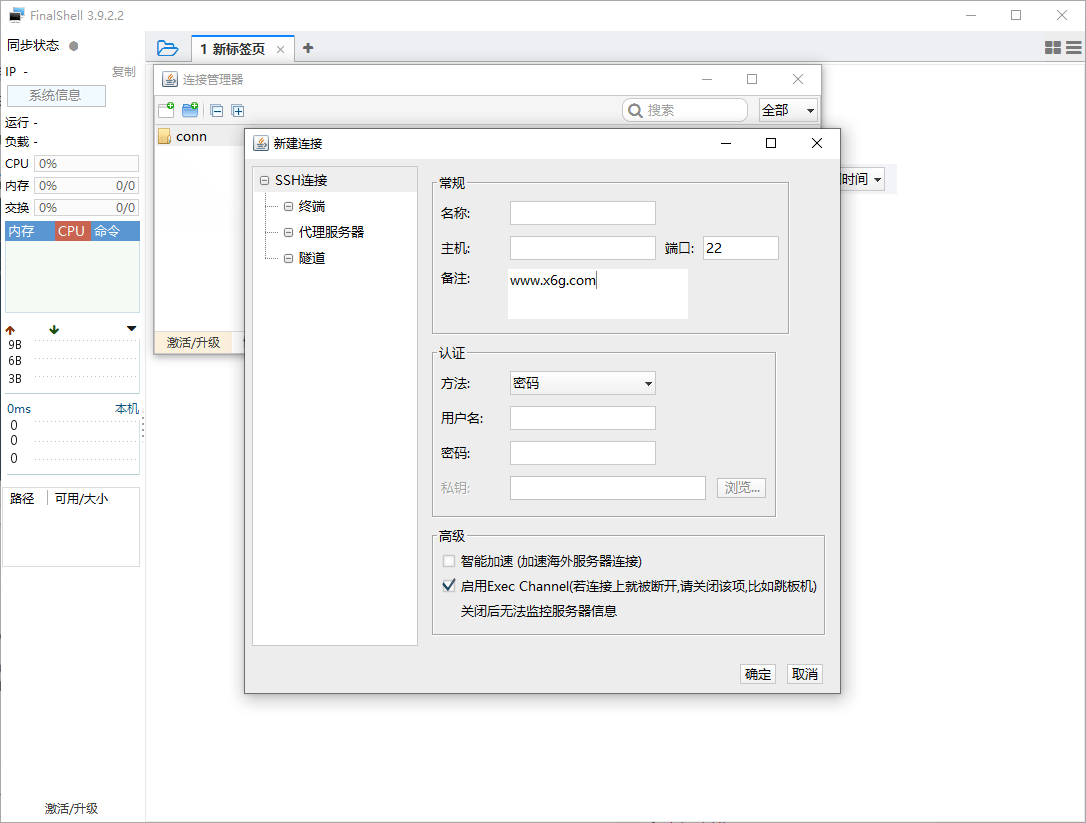 FinalShell 3.9.2.2
同步状态
IP -
复制
系统信息
运行 -
负载 -
CPU 0%
内存 0% 0/0
交换 0% 0/0
内存 CPU 命令
9B
6B
3B
0ms 本机
0
0
0
路径 可用/大小
激活/升级
1 新标签页
连接管理器
搜索
全部
conn
激活/升级
时间
新建连接
SSH连接
终端
代理服务器
隧道
常规
名称:
主机:
端口: 22
备注: www.x6g.com
认证
方法: 密码
用户名:
密码:
私钥:
浏览...
高级
智能加速 (加速海外服务器连接)
启用Exec Channel(若连接上就被断开,请关闭该项,比如跳板机)
关闭后无法监控服务器信息
确定 取消